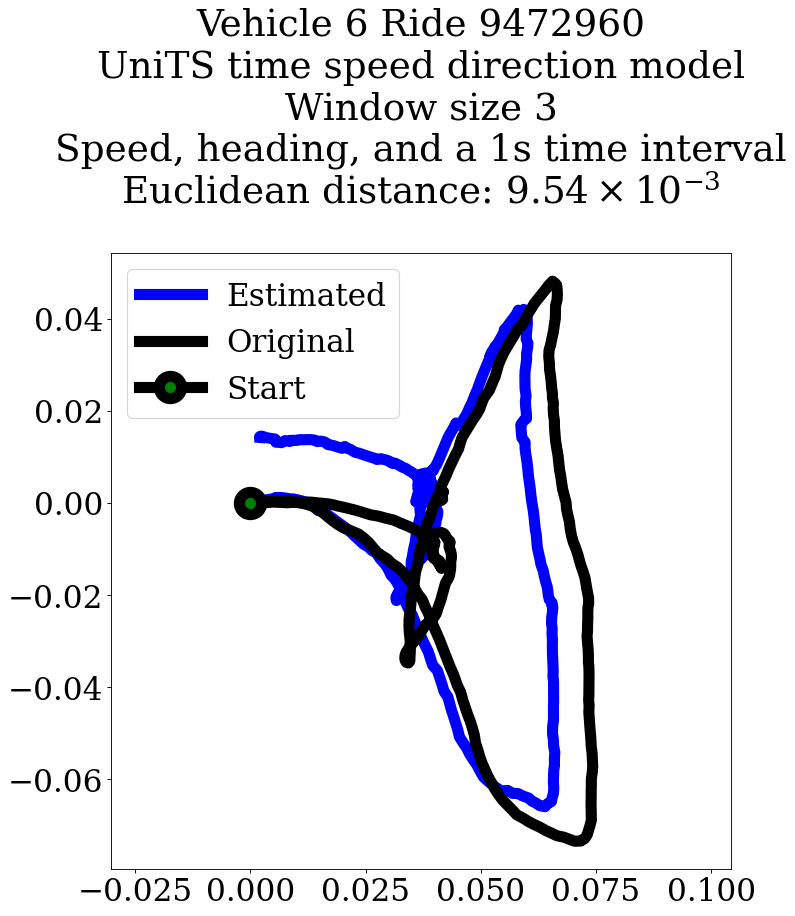 Vehicle 6 Ride 9472960
UniTS time speed direction model
Window size 3
Speed, heading, and a 1s time interval
Euclidean distance: 9.54 × 10⁻³
Estimated
Original
Start
0.04
0.02
0.00
−0.02
−0.04
−0.06
−0.025 0.000 0.025 0.050 0.075 0.100